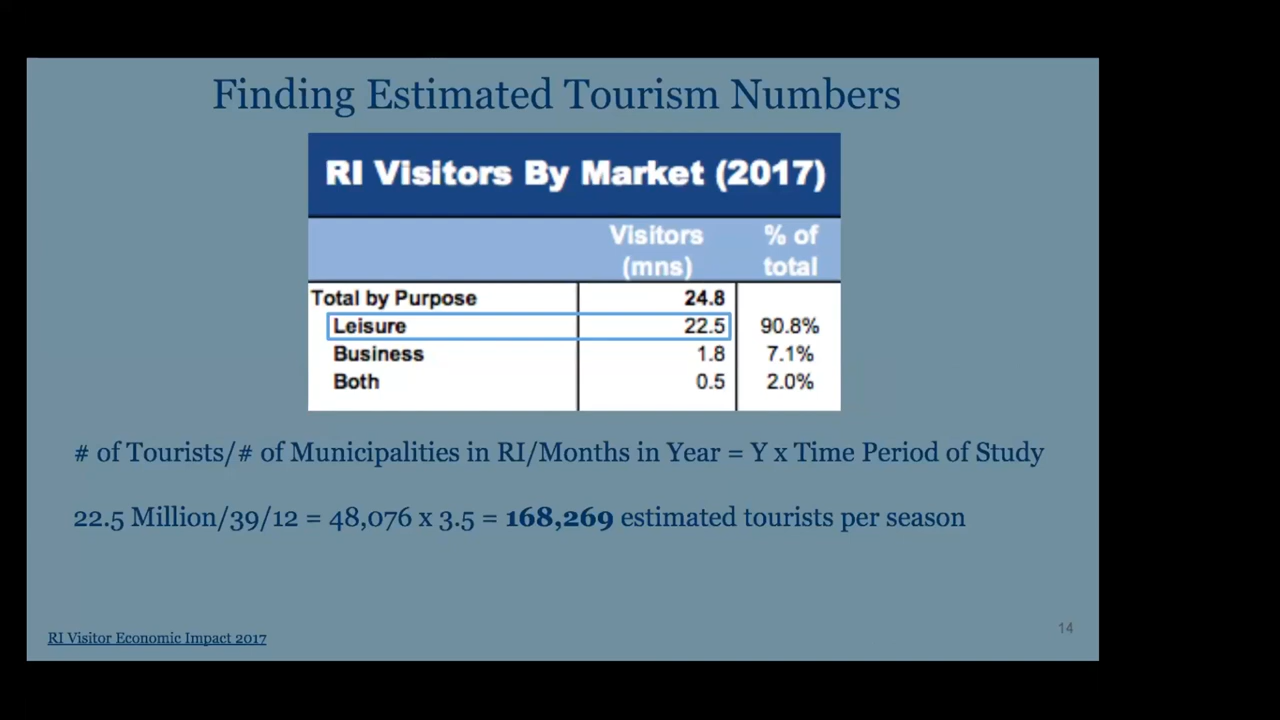 Finding Estimated Tourism Numbers
RI Visitors By Market (2017)
Visitors (mns) % of total
Total by Purpose 24.8
Leisure 22.5 90.8%
Business 1.8 7.1%
Both 0.5 2.0%
# of Tourists/# of Municipalities in RI/Months in Year = Y x Time Period of Study
22.5 Million/39/12 = 48,076 x 3.5 = 168,269 estimated tourists per season
RI Visitor Economic Impact 2017
14